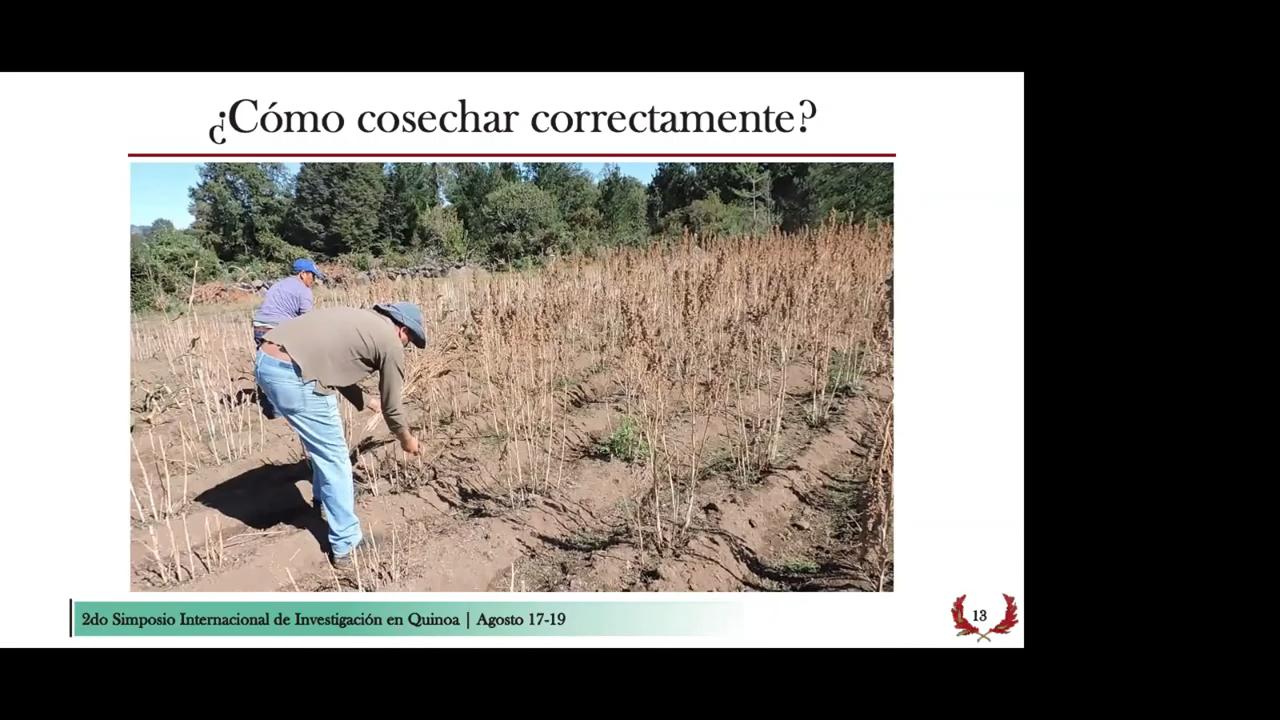 ¿Cómo cosechar correctamente?
2do Simposio Internacional de Investigación en Quinoa | Agosto 17-19
13